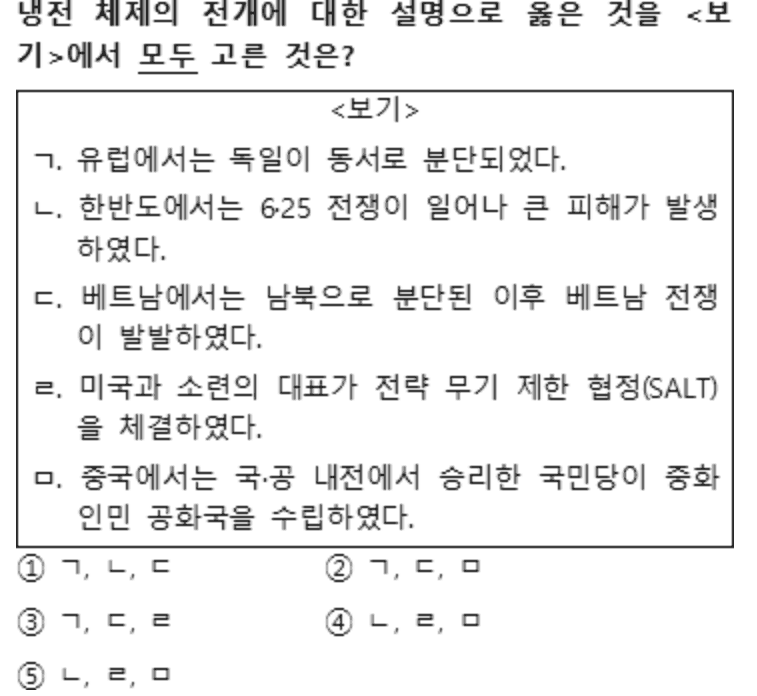 냉전 체제의 전개에 대한 설명으로 옳은 것을 <보
기>에서 모두 고른 것은?
<보기>
ㄱ. 유럽에서는 독일이 동서로 분단되었다.
ㄴ. 한반도에서는 6·25 전쟁이 일어나 큰 피해가 발생
하였다.
ㄷ. 베트남에서는 남북으로 분단된 이후 베트남 전쟁
이 발발하였다.
ㄹ. 미국과 소련의 대표가 전략 무기 제한 협정(SALT)
을 체결하였다.
ㅁ. 중국에서는 국·공 내전에서 승리한 국민당이 중화
인민 공화국을 수립하였다.
① ㄱ, ㄴ, ㄷ ② ㄱ, ㄷ, ㅁ
③ ㄱ, ㄷ, ㄹ ④ ㄴ, ㄹ, ㅁ
⑤ ㄴ, ㄹ, ㅁ